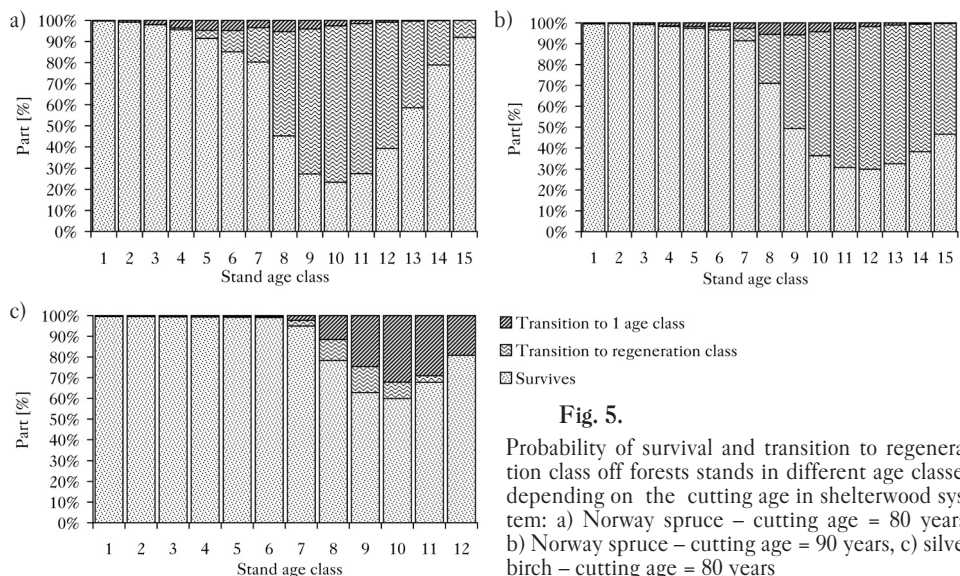 a)
100%
90%
80%
70%
60%
50%
40%
30%
20%
10%
0%
Part [%]
1 2 3 4 5 6 7 8 9 10 11 12 13 14 15
Stand age class
b)
100%
90%
80%
70%
60%
50%
40%
30%
20%
10%
0%
Part[%]
1 2 3 4 5 6 7 8 9 10 11 12 13 14 15
Stand age class
c)
100%
90%
80%
70%
60%
50%
40%
30%
20%
10%
0%
Part [%]
1 2 3 4 5 6 7 8 9 10 11 12
Stand age class
Transition to 1 age class
Transition to regeneration class
Survives
Fig. 5.
Probability of survival and transition to regenera
tion class off forests stands in different age classe
depending on the cutting age in shelterwood sys
tem: a) Norway spruce – cutting age = 80 years
b) Norway spruce – cutting age = 90 years, c) silve
birch – cutting age = 80 years